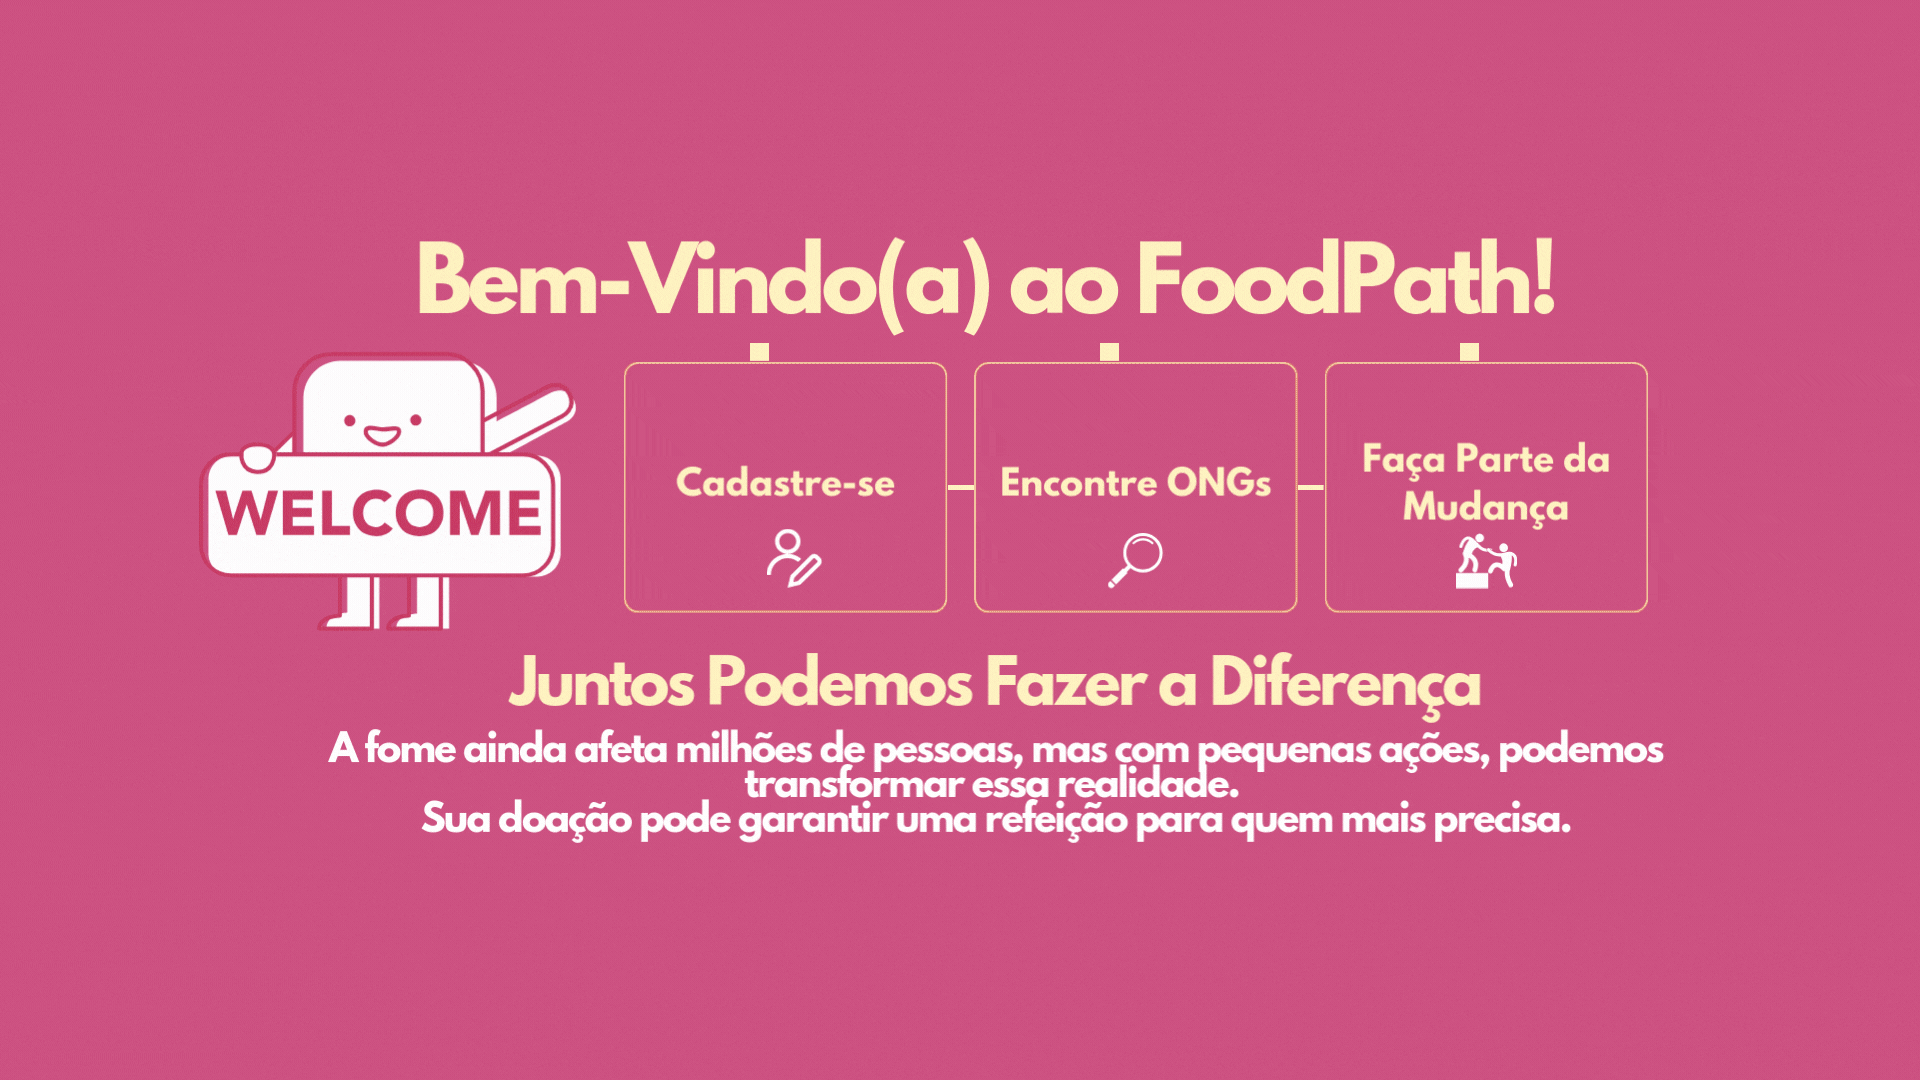 Bem-Vindo(a) ao FoodPath!
WELCOME
Cadastre-se
Encontre ONGs
Faça Parte da
Mudança
Juntos Podemos Fazer a Diferença
A fome ainda afeta milhões de pessoas, mas com pequenas ações, podemos
transformar essa realidade.
Sua doação pode garantir uma refeição para quem mais precisa.